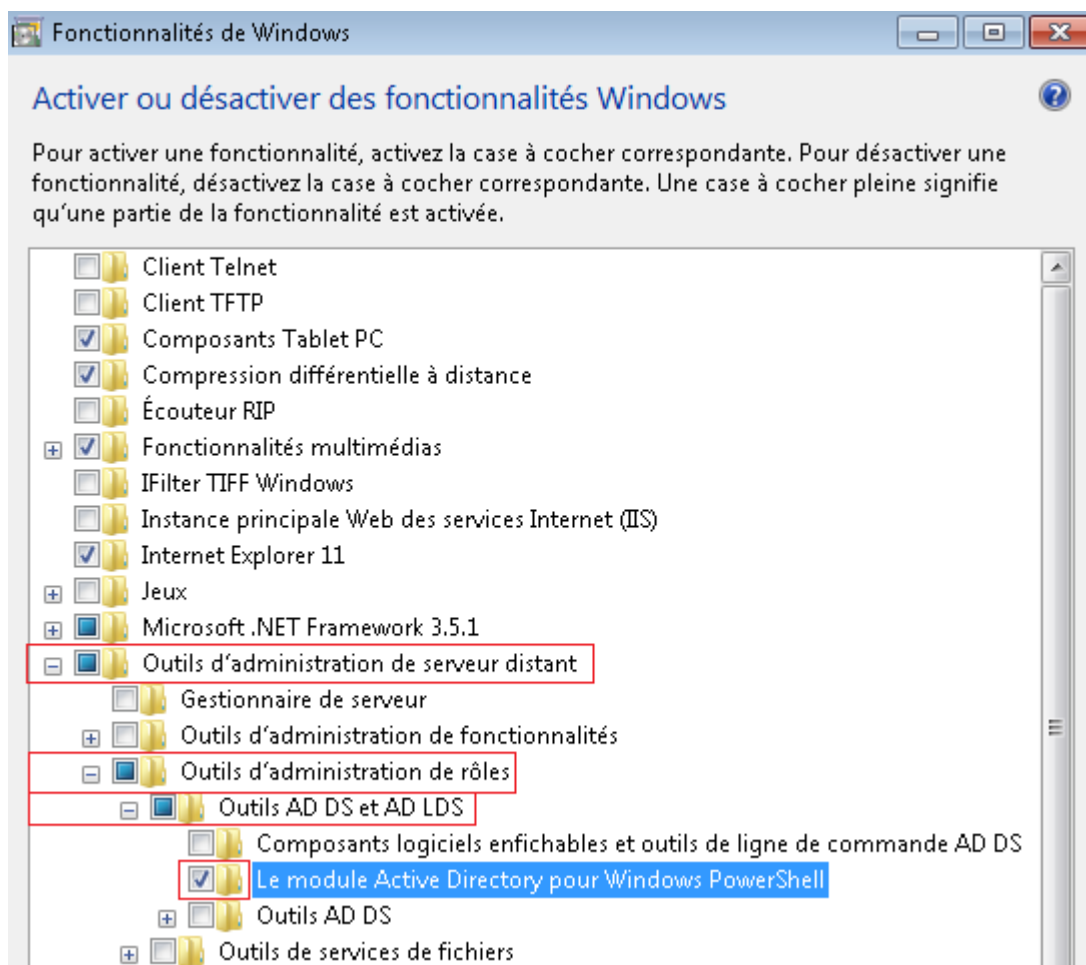 Fonctionnalités de Windows
Activer ou désactiver des fonctionnalités Windows
Pour activer une fonctionnalité, activez la case à cocher correspondante. Pour désactiver une
fonctionnalité, désactivez la case à cocher correspondante. Une case à cocher pleine signifie
qu'une partie de la fonctionnalité est activée.
Client Telnet
Client TFTP
Composants Tablet PC
Compression différentielle à distance
Écouteur RIP
Fonctionnalités multimédias
IFilter TIFF Windows
Instance principale Web des services Internet (IIS)
Internet Explorer 11
Jeux
Microsoft .NET Framework 3.5.1
Outils d'administration de serveur distant
Gestionnaire de serveur
Outils d'administration de fonctionnalités
Outils d'administration de rôles
Outils AD DS et AD LDS
Composants logiciels enfichables et outils de ligne de commande AD DS
Le module Active Directory pour Windows PowerShell
Outils AD DS
Outils de services de fichiers